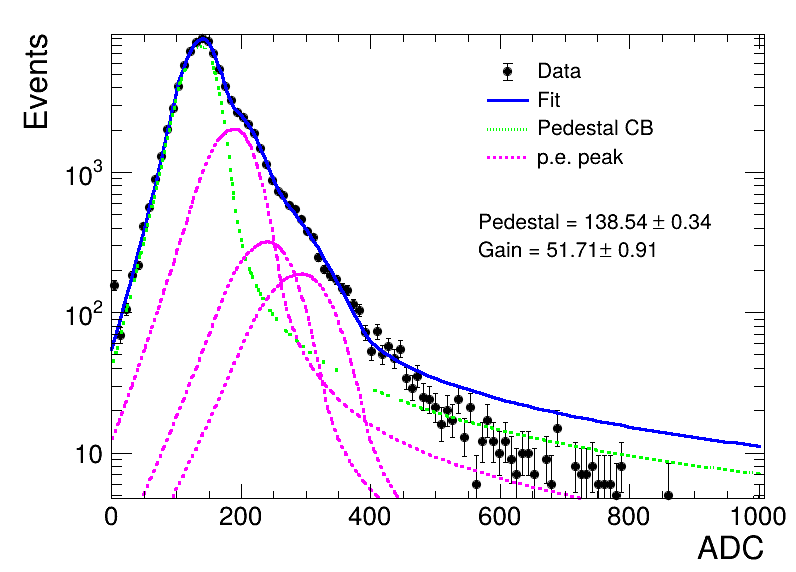 Events
Data
Fit
Pedestal CB
p.e. peak
10³
Pedestal = 138.54 ± 0.34
Gain = 51.71 ± 0.91
10²
10
0 200 400 600 800 1000
ADC